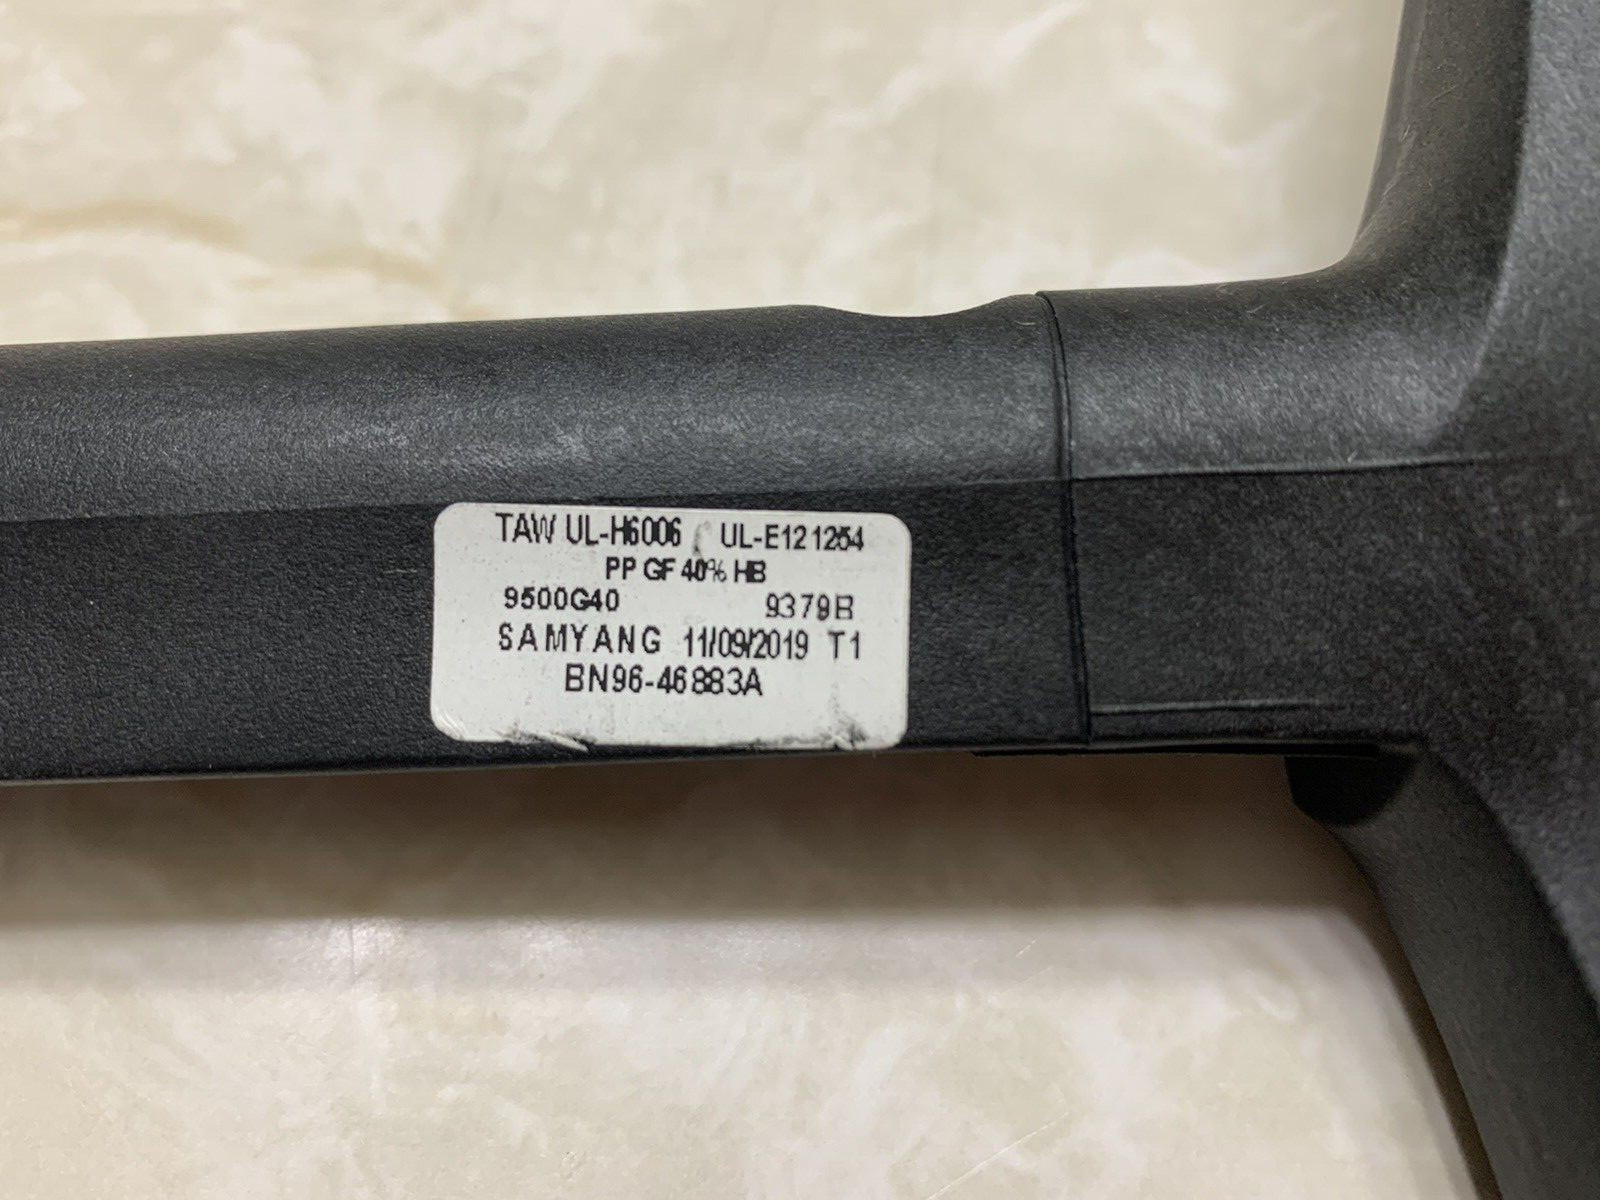 TAW UL-H6006 UL-E121254
PP GF 40% HB
9500G40 9379B
SAMYANG 11/09/2019 T1
BN96-46883A